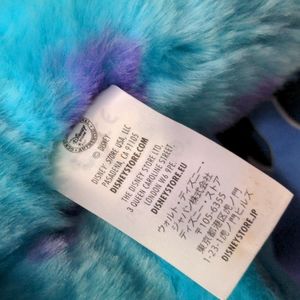 © DISNEY
DISNEY STORE USA, LLC
PASADENA, CA 91105
DISNEYSTORE.COM
THE DISNEY STORE LTD.
3 QUEEN CAROLINE STREET
LONDON W6 9PE.
DISNEYSTORE.EU
ウォルト・ディズニー・
ジャパン株式会社
ディズニーストア
〒105-6355
東京都港区虎ノ門
1-23-1 虎ノ門ヒルズ
DISNEYSTORE.JP